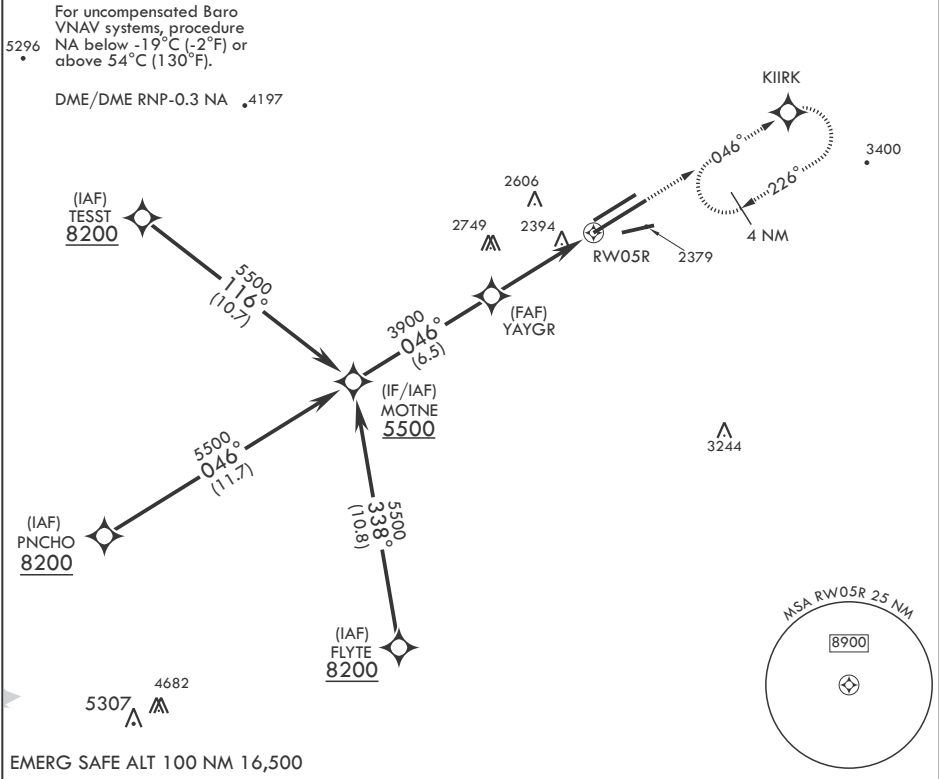 For uncompensated Baro
VNAV systems, procedure
NA below -19°C (-2°F) or
above 54°C (130°F).
5296
DME/DME RNP-0.3 NA
4197
KIIRK
046°
3400
226°
4 NM
2606
2749
2394
RW05R
2379
(IAF)
TESST
8200
5500
116°
(10.7)
(FAF)
YAYGR
3900
046°
(6.5)
(IF/IAF)
MOTNE
5500
3244
5500
046°
(11.7)
(IAF)
PNCHO
8200
5500
338°
(10.8)
(IAF)
FLYTE
8200
MSA RW05R 25 NM
8900
4682
5307
EMERG SAFE ALT 100 NM 16,500